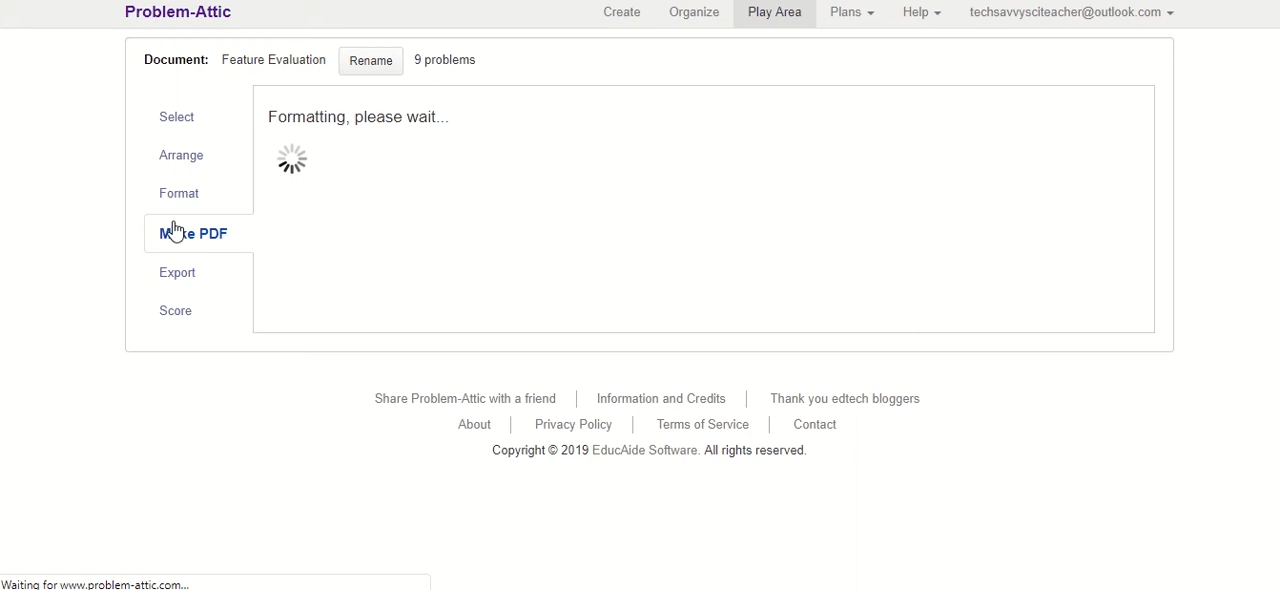 Problem-Attic Create Organize Play Area Plans Help techsavvysciteacher@outlook.com
Document: Feature Evaluation Rename 9 problems
Select
Formatting, please wait...
Arrange
Format
Make PDF
Export
Score
Share Problem-Attic with a friend Information and Credits Thank you edtech bloggers
About Privacy Policy Terms of Service Contact
Copyright © 2019 EducAide Software. All rights reserved.
Waiting for www.problem-attic.com...